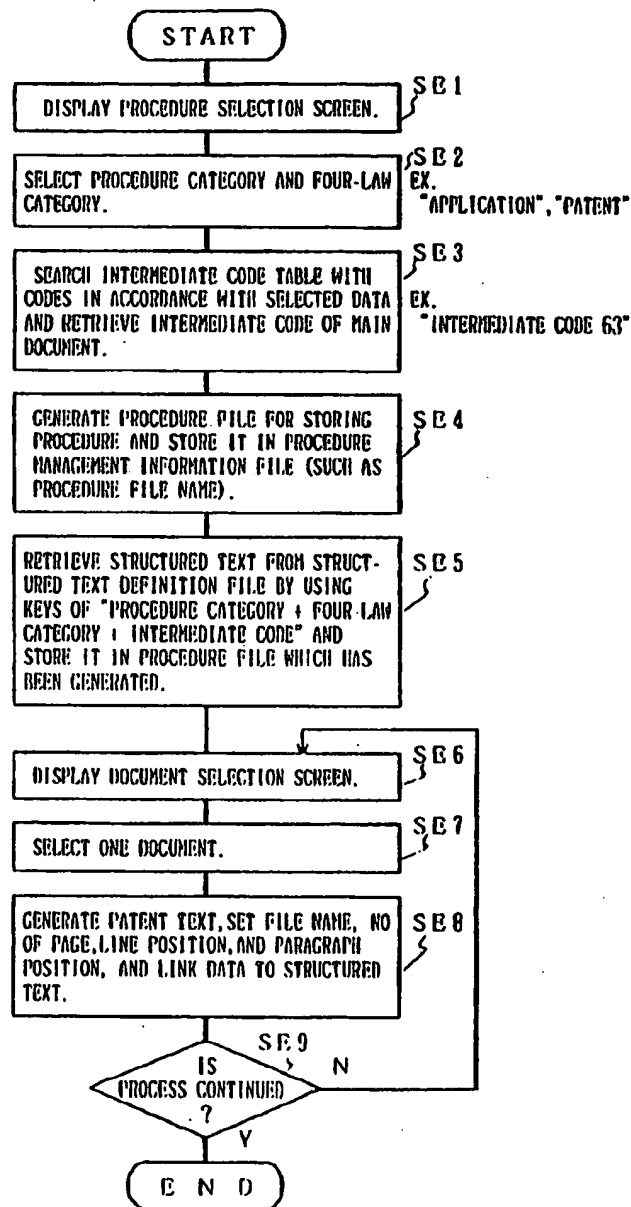 START
SE1
DISPLAY PROCEDURE SELECTION SCREEN.
SE2
SELECT PROCEDURE CATEGORY AND FOUR-LAW
CATEGORY.
EX.
"APPLICATION","PATENT"
SE3
SEARCH INTERMEDIATE CODE TABLE WITH
CODES IN ACCORDANCE WITH SELECTED DATA
AND RETRIEVE INTERMEDIATE CODE OF MAIN
DOCUMENT.
EX.
"INTERMEDIATE CODE 63"
GENERATE PROCEDURE FILE FOR STORING
PROCEDURE AND STORE IT IN PROCEDURE
MANAGEMENT INFORMATION FILE (SUCH AS
PROCEDURE FILE NAME).
SE4
RETRIEVE STRUCTURED TEXT FROM STRUCT-
URED TEXT DEFINITION FILE BY USING
KEYS OF "PROCEDURE CATEGORY + FOUR-LAW
CATEGORY + INTERMEDIATE CODE" AND
STORE IT IN PROCEDURE FILE WHICH HAS
BEEN GENERATED.
SE5
DISPLAY DOCUMENT SELECTION SCREEN.
SE6
SELECT ONE DOCUMENT.
SE7
GENERATE PATENT TEXT, SET FILE NAME, NO
OF PAGE, LINE POSITION, AND PARAGRAPH
POSITION, AND LINK DATA TO STRUCTURED
TEXT.
SE8
SE9
IS
PROCESS CONTINUED
?
N
Y
END